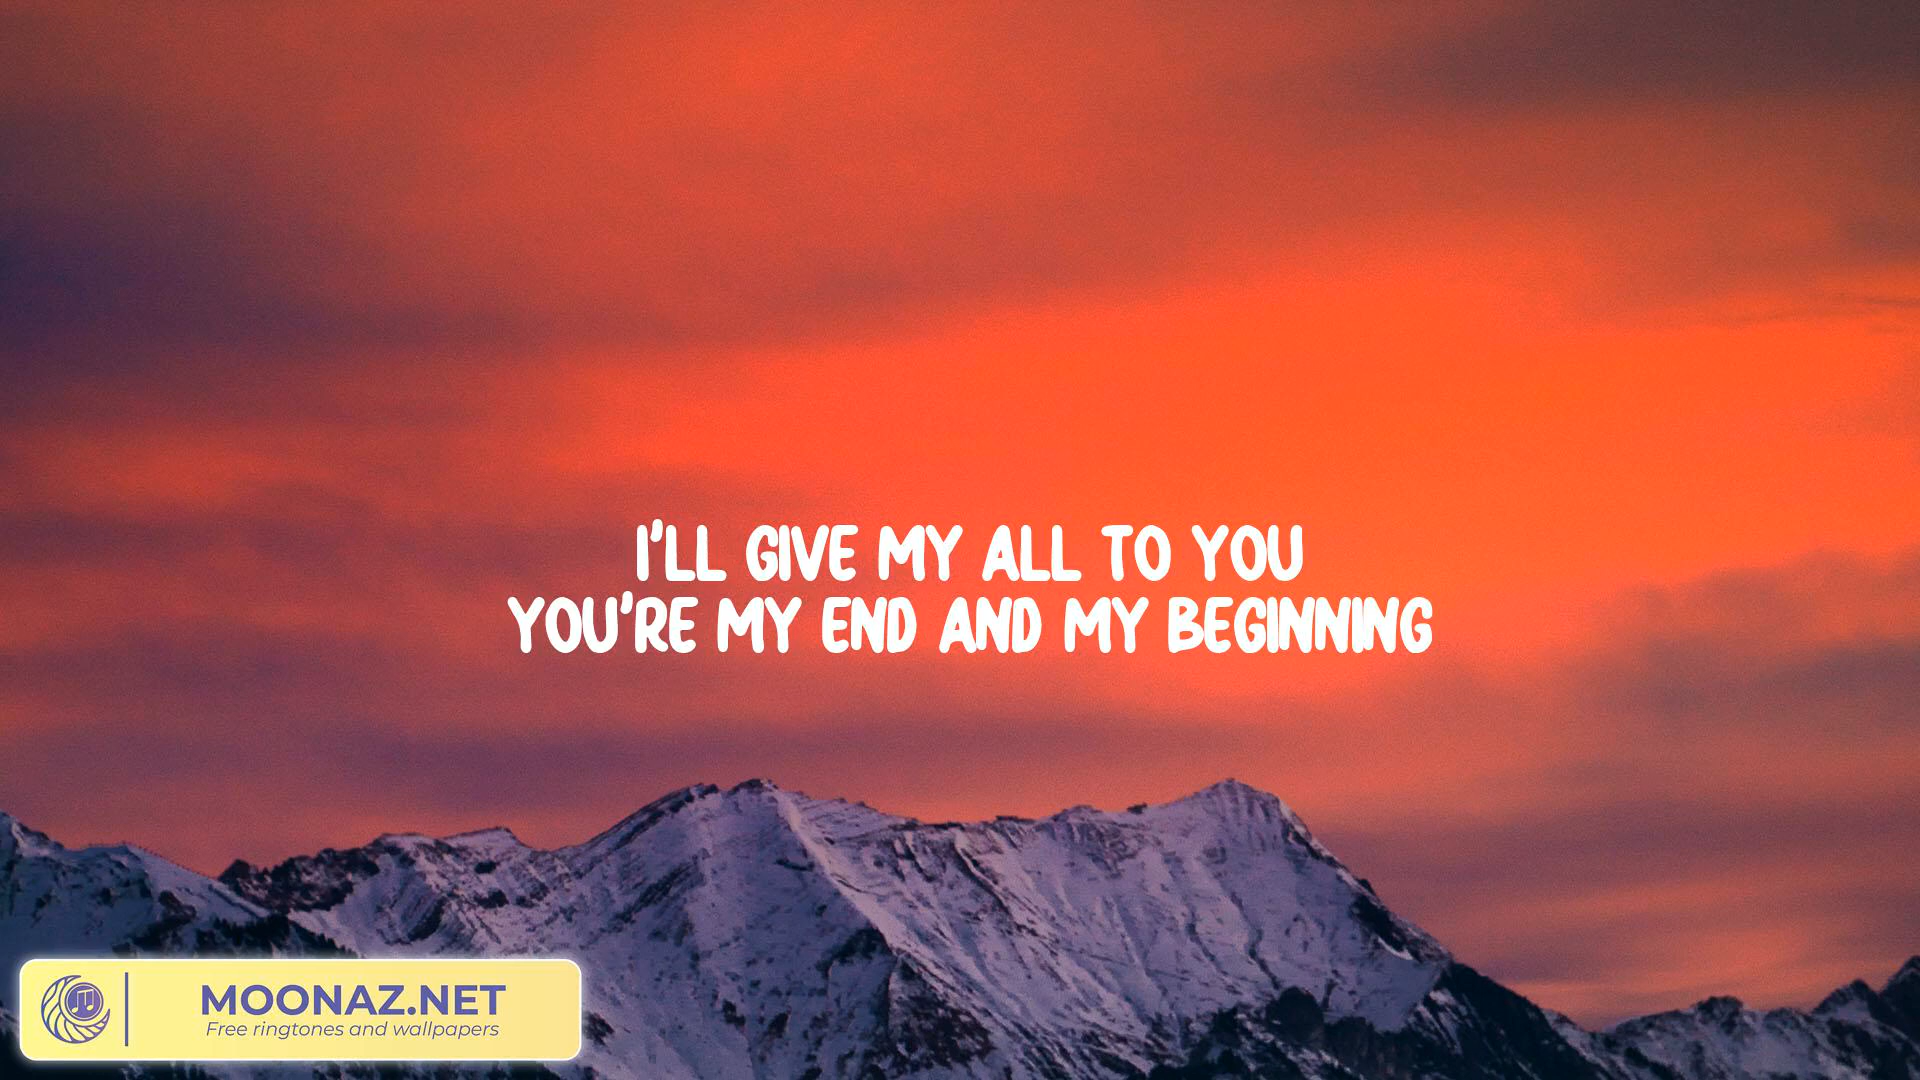 I'LL GIVE MY ALL TO YOU
YOU'RE MY END AND MY BEGINNING
MOONAZ.NET
Free ringtones and wallpapers